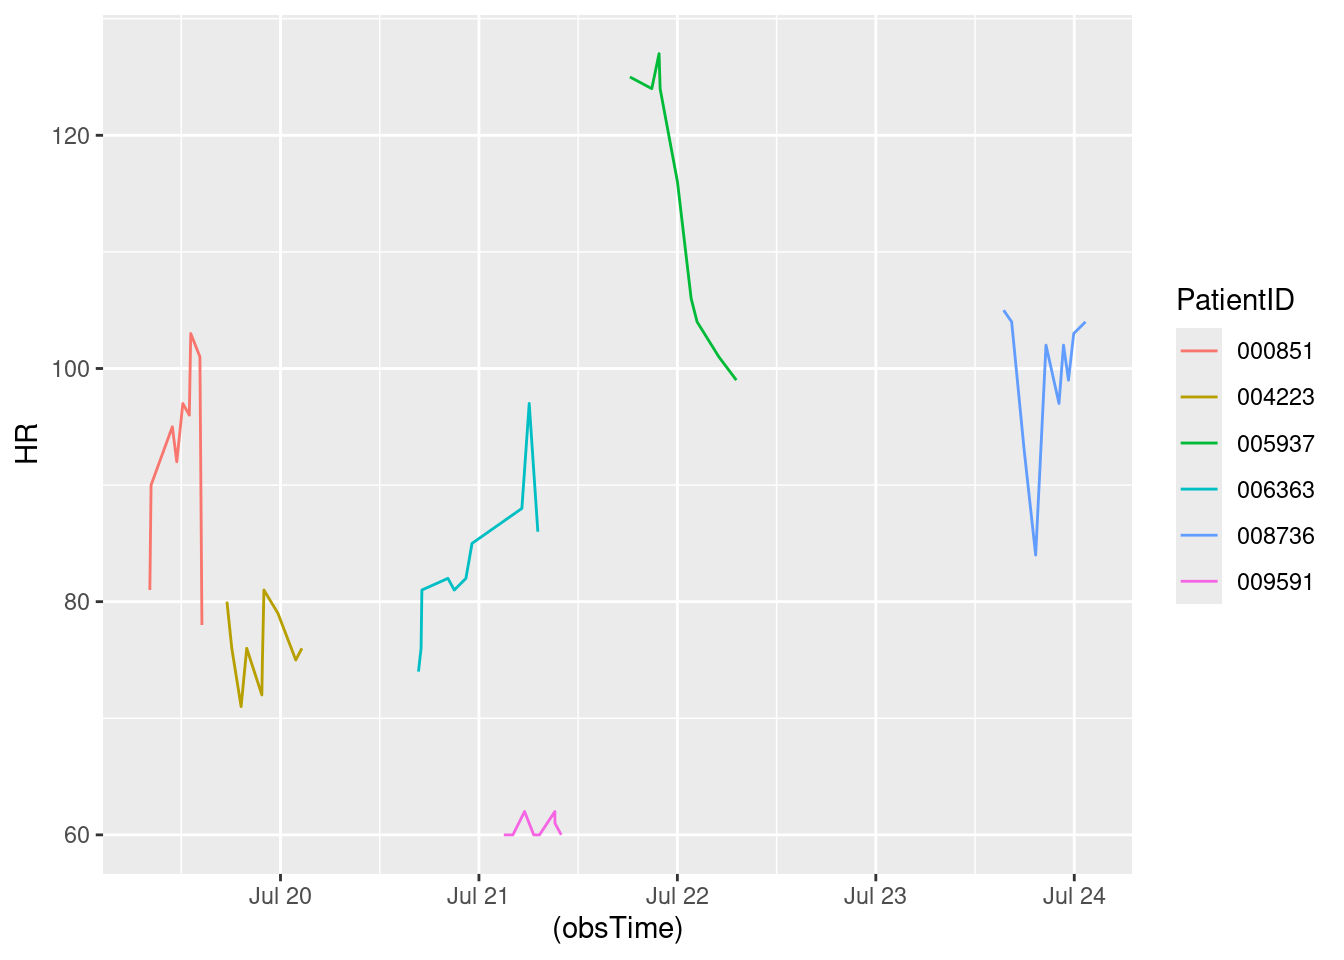 120
100
80
60
HR
Jul 20
Jul 21
Jul 22
Jul 23
Jul 24
(obsTime)
PatientID
000851
004223
005937
006363
008736
009591